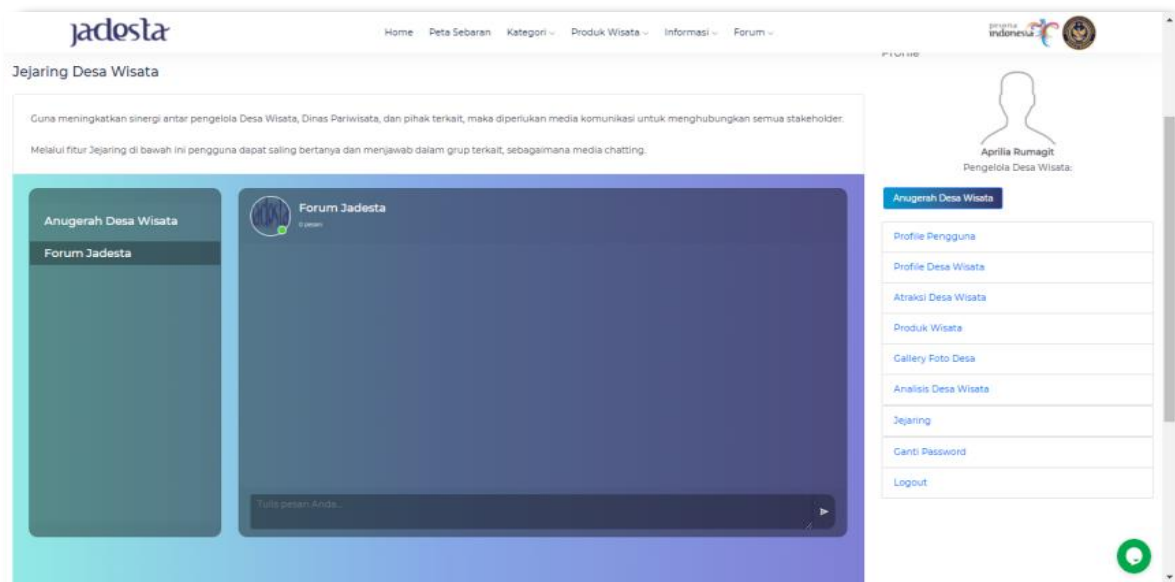 jadesta
Home Peta Sebaran Kategori Produk Wisata Informasi Forum
pesona
indonesia
Profile
Jejaring Desa Wisata
Guna meningkatkan sinergi antar pengelola Desa Wisata, Dinas Pariwisata, dan pihak terkait, maka diperlukan media komunikasi untuk menghubungkan semua stakeholder.
Melalui fitur Jejaring di bawah ini pengguna dapat saling bertanya dan menjawab dalam grup terkait, sebagaimana media chatting.
Anugerah Desa Wisata
Forum Jadesta
Forum Jadesta
0 pesan
Tulis pesan Anda...
Aprilia Rumagit
Pengelola Desa Wisata:
Anugerah Desa Wisata
Profile Pengguna
Profile Desa Wisata
Atraksi Desa Wisata
Produk Wisata
Gallery Foto Desa
Analisis Desa Wisata
Jejaring
Ganti Password
Logout